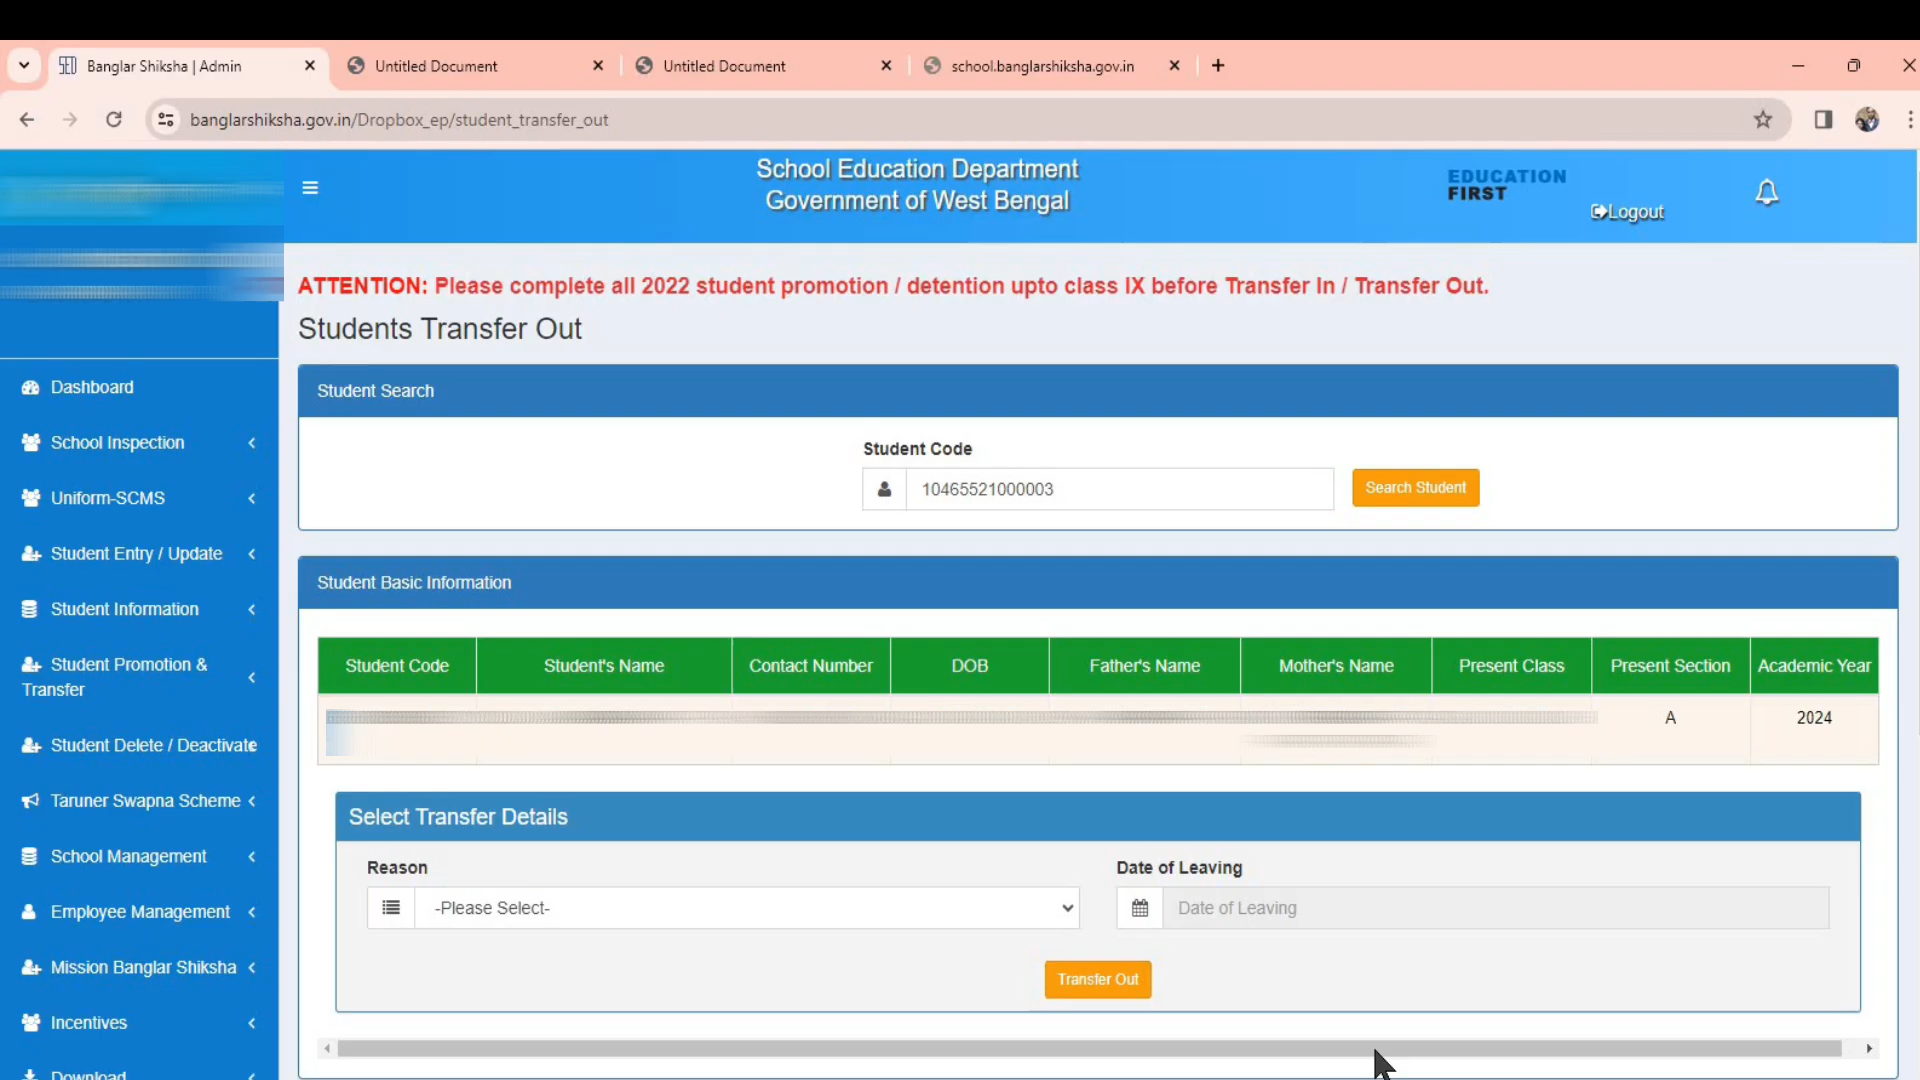 Banglar Shiksha | Admin
Untitled Document
Untitled Document
school.banglarshiksha.gov.in
banglarshiksha.gov.in/Dropbox_ep/student_transfer_out
School Education Department
Government of West Bengal
EDUCATION
FIRST
Logout
ATTENTION: Please complete all 2022 student promotion / detention upto class IX before Transfer In / Transfer Out.
Students Transfer Out
Dashboard
School Inspection
Uniform-SCMS
Student Entry / Update
Student Information
Student Promotion &
Transfer
Student Delete / Deactivate
Taruner Swapna Scheme
School Management
Employee Management
Mission Banglar Shiksha
Incentives
Download
Student Search
Student Code
10465521000003
Search Student
Student Basic Information
Student Code Student's Name Contact Number DOB Father's Name Mother's Name Present Class Present Section Academic Year
A 2024
Select Transfer Details
Reason
-Please Select-
Date of Leaving
Date of Leaving
Transfer Out